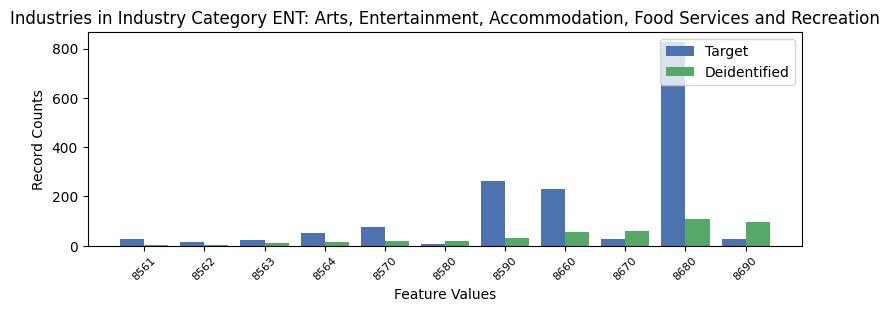 Industries in Industry Category ENT: Arts, Entertainment, Accommodation, Food Services and Recreation
Target
Deidentified
Record Counts
800
600
400
200
0
8561 8562 8563 8564 8570 8580 8590 8660 8670 8680 8690
Feature Values